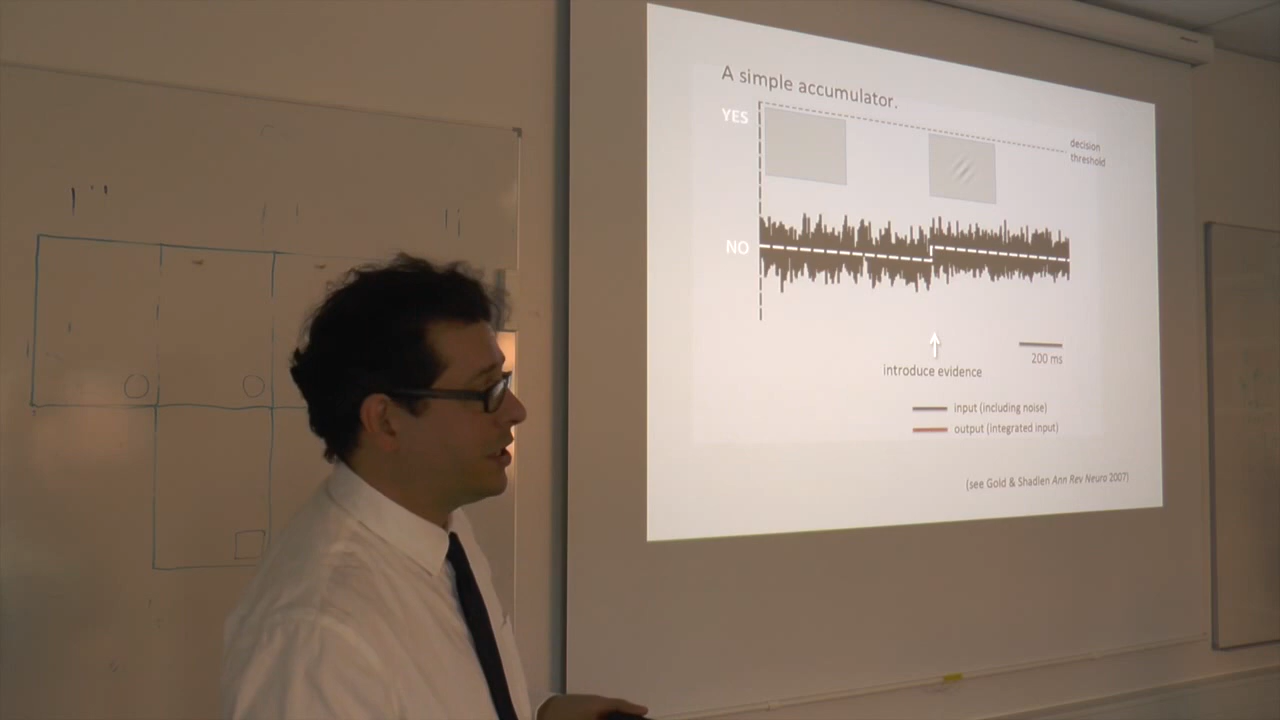 A simple accumulator.
YES
decision
threshold
NO
introduce evidence
200 ms
input (including noise)
output (integrated input)
(see Gold & Shadlen Ann Rev Neuro 2007)